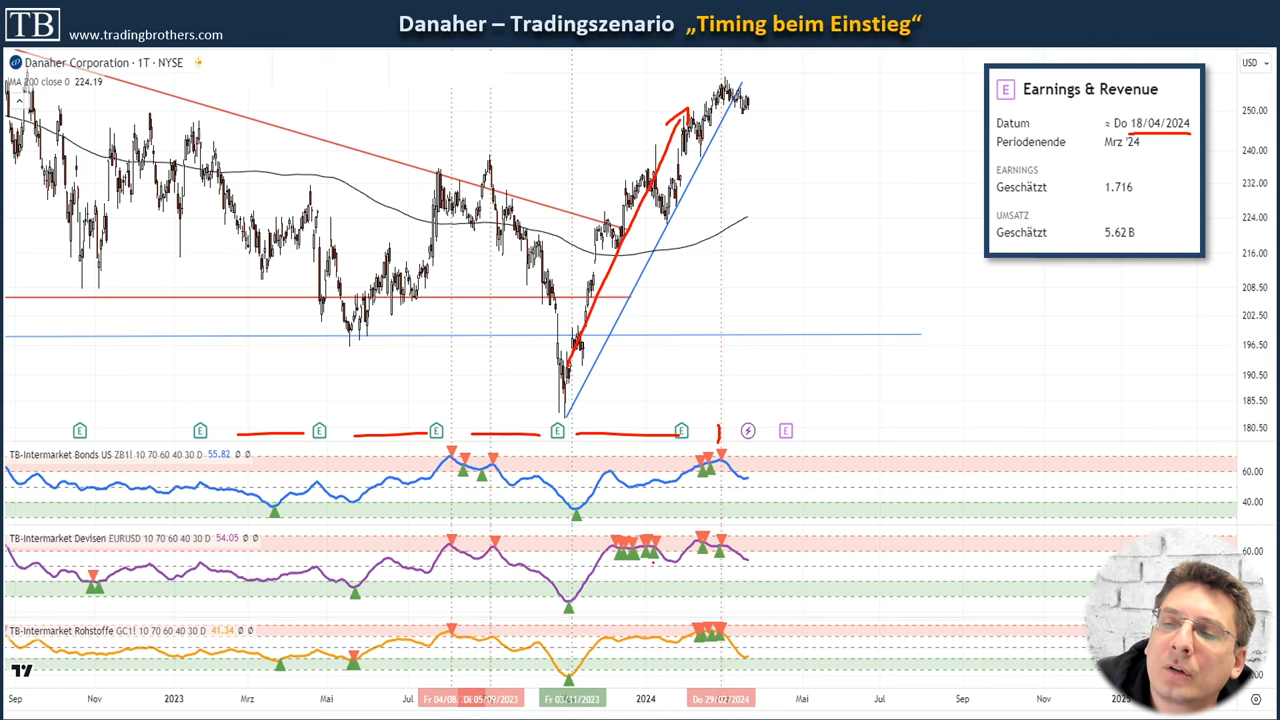 TB
www.tradingbrothers.com
Danaher – Tradingszenario „Timing beim Einstieg“
Danaher Corporation · 1T · NYSE
MA 200 close 0 224.19
USD
E Earnings & Revenue
Datum ≈ Do 18/04/2024
Periodenende Mrz '24
EARNINGS
Geschätzt 1.716
UMSATZ
Geschätzt 5.62 B
250.00
240.00
232.00
224.00
216.00
208.50
202.50
196.50
190.50
185.50
180.50
E E E E E E E
TB-Intermarket Bonds US ZB1! 10 70 60 40 30 D 55.82 Ø Ø
60.00
40.00
TB-Intermarket Devisen EURUSD 10 70 60 40 30 D 54.05 Ø Ø
60.00
TB-Intermarket Rohstoffe GC1! 10 70 60 40 30 D 41.34 Ø Ø
Sep Nov 2023 Mrz Mai Jul Fr 04/08/ Di 05/09/2023 Fr 03/11/2023 2024 Do 29/02/2024 Mai Jul Sep Nov 2025